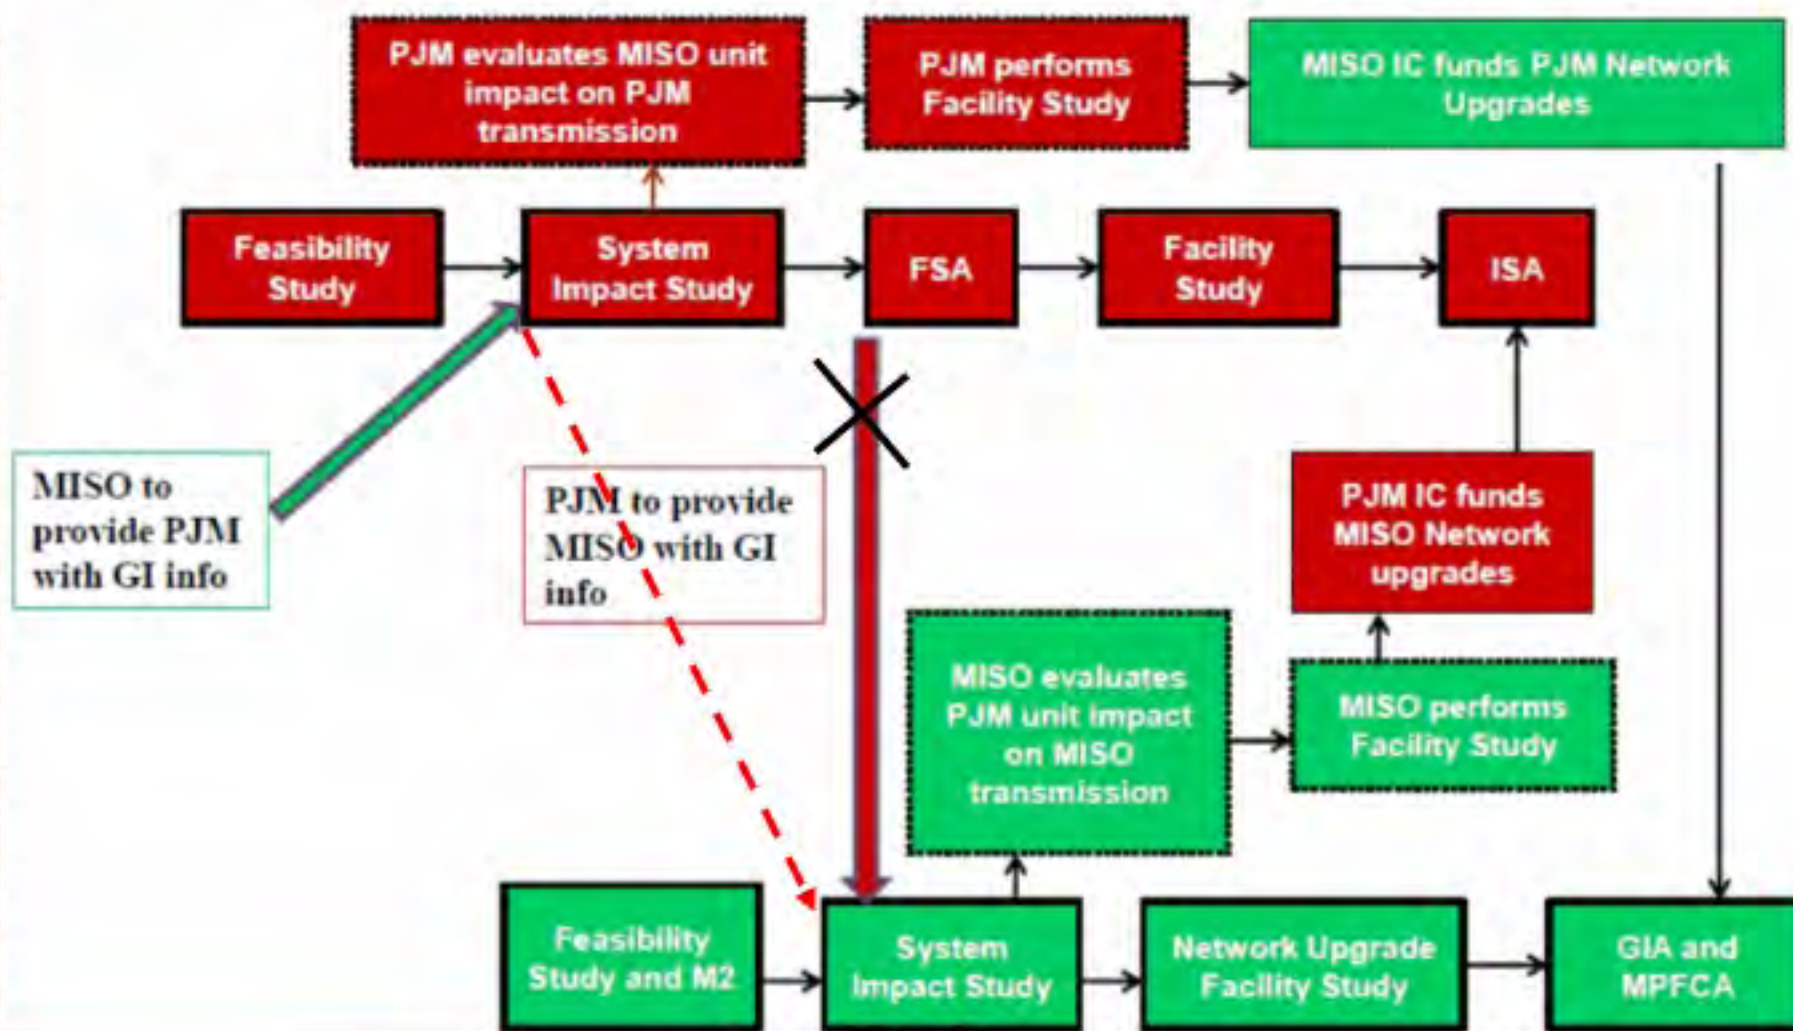 PJM evaluates MISO unit
impact on PJM
transmission
PJM performs
Facility Study
MISO IC funds PJM Network
Upgrades
Feasibility
Study
System
Impact Study
FSA
Facility
Study
ISA
MISO to
provide PJM
with GI info
PJM to provide
MISO with GI
info
PJM IC funds
MISO Network
upgrades
MISO evaluates
PJM unit impact
on MISO
transmission
MISO performs
Facility Study
Feasibility
Study and M2
System
Impact Study
Network Upgrade
Facility Study
GIA and
MPFCA